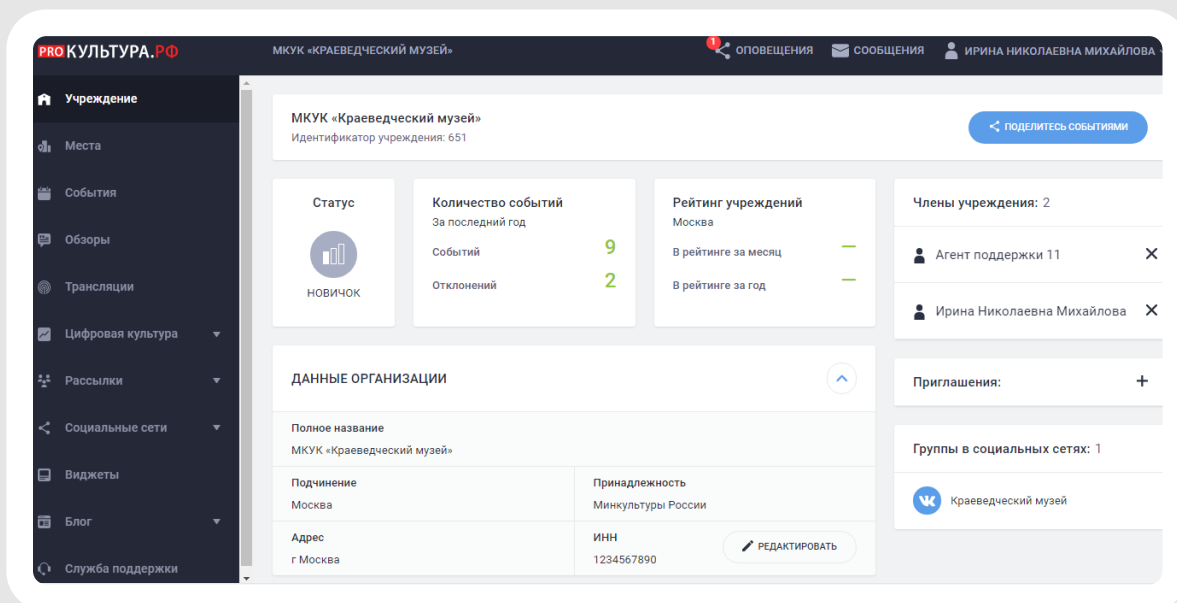 PRO КУЛЬТУРА.РФ
МКУК «КРАЕВЕДЧЕСКИЙ МУЗЕЙ»
1
ОПОВЕЩЕНИЯ
СООБЩЕНИЯ
ИРИНА НИКОЛАЕВНА МИХАЙЛОВА
Учреждение
Места
События
Обзоры
Трансляции
Цифровая культура
Рассылки
Социальные сети
Виджеты
Блог
Служба поддержки
МКУК «Краеведческий музей»
Идентификатор учреждения: 651
ПОДЕЛИТЕСЬ СОБЫТИЯМИ
Статус
НОВИЧОК
Количество событий
За последний год
Событий 9
Отклонений 2
Рейтинг учреждений
Москва
В рейтинге за месяц —
В рейтинге за год —
Члены учреждения: 2
Агент поддержки 11
Ирина Николаевна Михайлова
Приглашения:
Группы в социальных сетях: 1
Краеведческий музей
ДАННЫЕ ОРГАНИЗАЦИИ
Полное название
МКУК «Краеведческий музей»
Подчинение
Москва
Принадлежность
Минкультуры России
Адрес
г Москва
ИНН
1234567890
РЕДАКТИРОВАТЬ